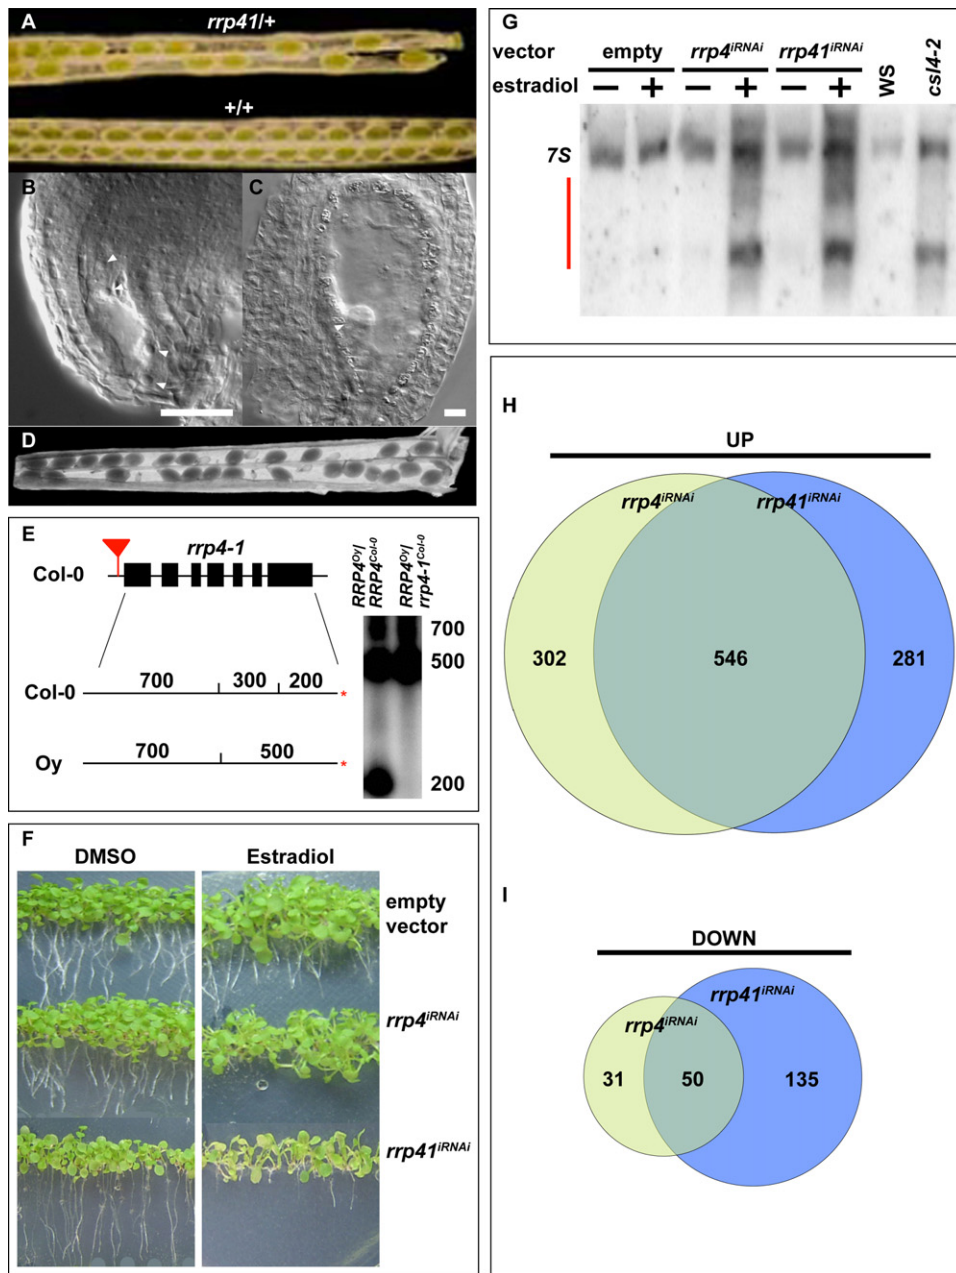 A
rrp41/+
+/+
B
C
D
E
rrp4-1
Col-0
RRP4Oy/
RRP4Col-0
RRP4Oy/
rrp4-1Col-0
700
500
200
Col-0
700
300
200
*
Oy
700
500
*
F
DMSO
Estradiol
empty
vector
rrp4iRNAi
rrp41iRNAi
G
vector
empty
rrp4iRNAi
rrp41iRNAi
WS
csl4-2
estradiol
− + − + − +
7S
H
UP
rrp4iRNAi
rrp41iRNAi
302
546
281
I
DOWN
rrp41iRNAi
rrp4iRNAi
31
50
135